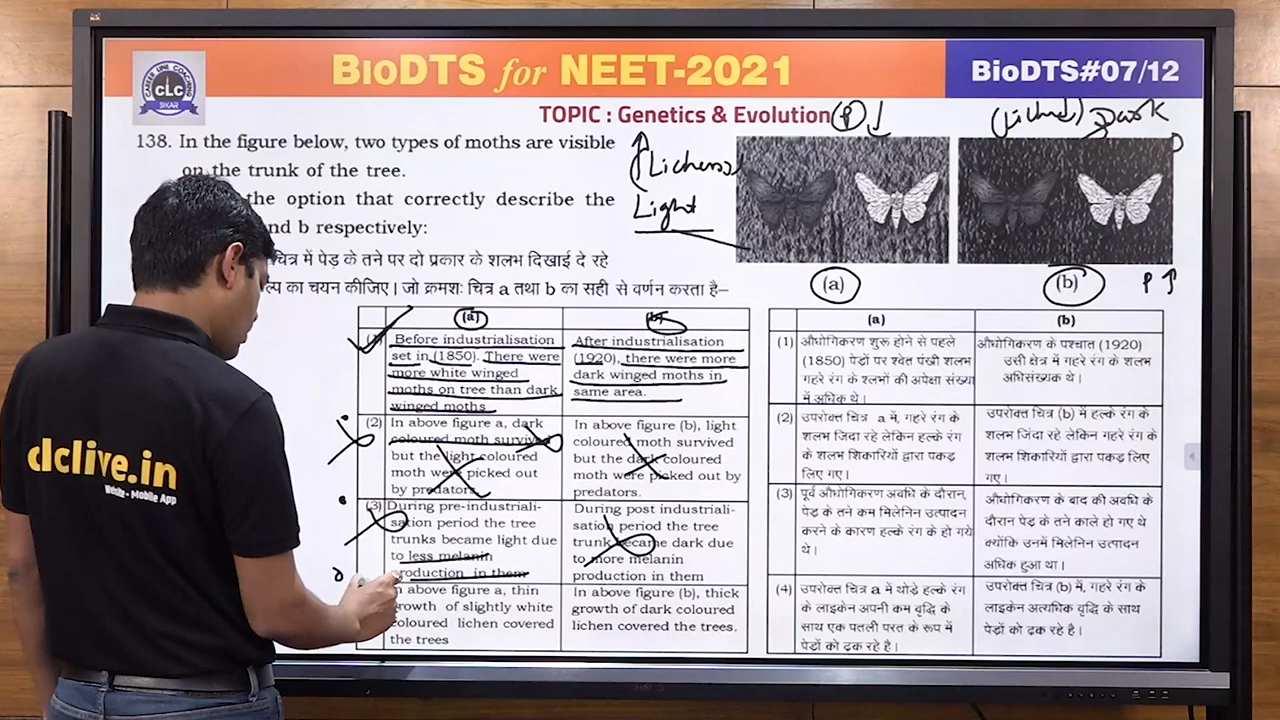 CAREER LINE COACHING
CLC
SIKAR
BIODTS for NEET-2021
BIODTS#07/12
TOPIC : Genetics & Evolution
138. In the figure below, two types of moths are visible
on the trunk of the tree.
the option that correctly describe the
nd b respectively:
चित्र में पेड़ के तने पर दो प्रकार के शलभ दिखाई दे रहे
ल्प का चयन कीजिए। जो क्रमशः चित्र a तथा b का सही से वर्णन करता है–
(Lichens)
Light
(P) ↓
Dark
(a)
(b)
P ↑
(a)
(b)
(1) Before industrialisation
set in (1850). There were
more white winged
moths on tree than dark
winged moths
After industrialisation
(1920), there were more
dark winged moths in
same area.
(2) In above figure a, dark
coloured moth survived
but the light coloured
moth were picked out
by predators
In above figure (b), light
coloured moth survived
but the dark coloured
moth were picked out by
predators.
(3) During pre-industriali-
sation period the tree
trunks became light due
to less melanin
production in them
During post industriali-
sation period the tree
trunk became dark due
to more melanin
production in them
n above figure a, thin
growth of slightly white
coloured lichen covered
the trees
In above figure (b), thick
growth of dark coloured
lichen covered the trees.
(a)
(b)
(1) औघोगिकरण शुरू होने से पहले
(1850) पेड़ों पर श्वेत पंखी शलभ
गहरे रंग के श्लभों की अपेक्षा संख्या
में अधिक थे।
औघोगिकरण के पश्चात (1920)
उसी क्षेत्र में गहरे रंग के शलभ
अधिसंख्यक थे।
(2) उपरोक्त चित्र a में, गहरे रंग के
शलभ जिंदा रहे लेकिन हल्के रंग
के शलभ शिकारियों द्वारा पकड़
लिए गए।
उपरोक्त चित्र (b) में हल्के रंग के
शलभ जिंदा रहे लेकिन गहरे रंग के
शलभ शिकारियों द्वारा पकड़ लिए
गए।
(3) पूर्व औघोगिकरण अवधि के दौरान,
पेड़ के तने कम मिलेनिन उत्पादन
करने के कारण हल्के रंग के हो गये
थे।
औघोगिकरण के बाद की अवधि के
दौरान पेड़ के तने काले हो गए थे
क्योंकि उनमें मिलेनिन उत्पादन
अधिक हुआ था।
(4) उपरोक्त चित्र a में थोड़े हल्के रंग
के लाइकेन अपनी कम वृद्धि के
साथ एक पतली परत के रूप में
पेड़ों को ढ़क रहे है।
उपरोक्त चित्र (b) में, गहरे रंग के
लाइकेन अत्यधिक वृद्धि के साथ
पेड़ों को ढ़क रहे है।
dclive.in
Website - Mobile App